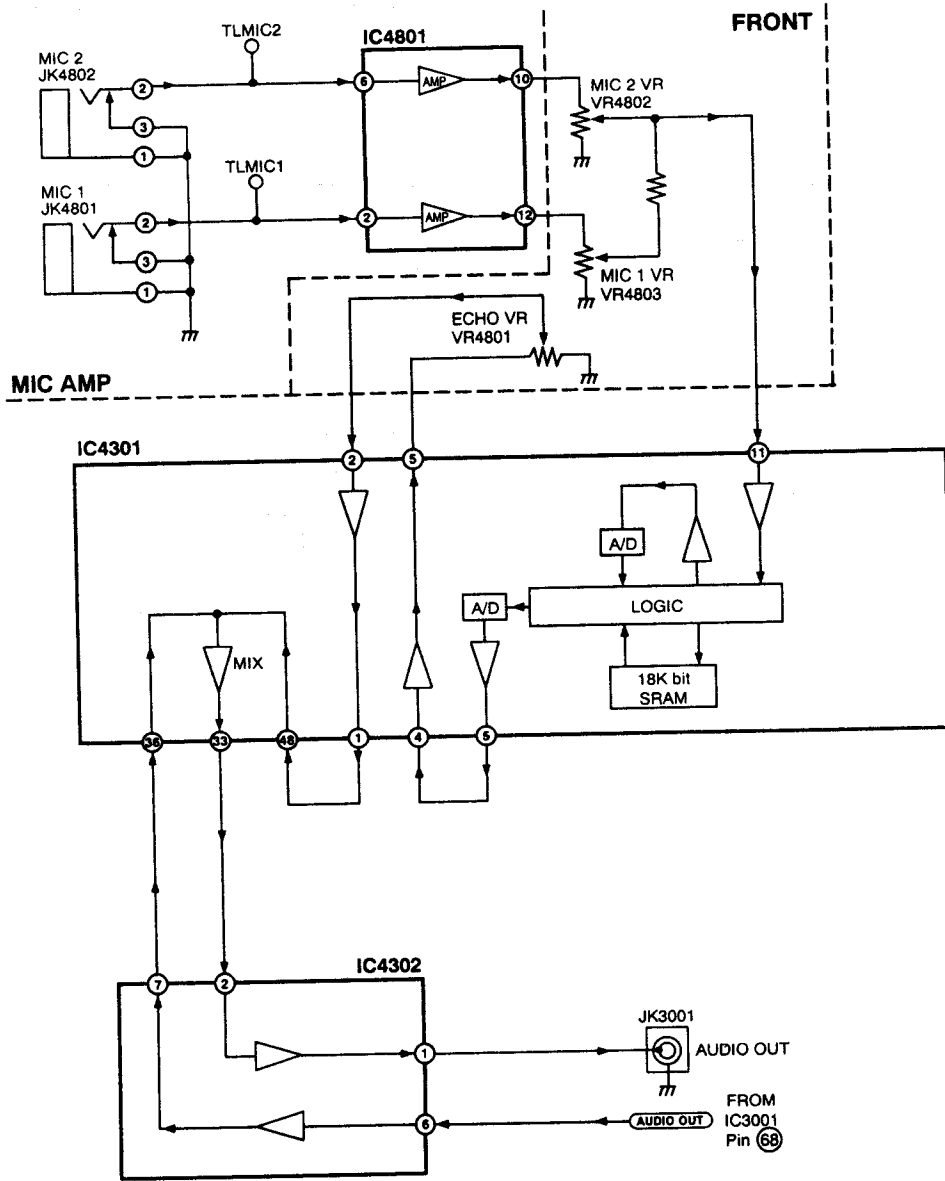 FRONT
TLMIC2
IC4801
MIC 2
JK4802
2
6
AMP
10
MIC 2 VR
VR4802
3
1
TLMIC1
MIC 1
JK4801
2
2
AMP
12
3
1
MIC 1 VR
VR4803
ECHO VR
VR4801
MIC AMP
IC4301
2
5
11
A/D
A/D
LOGIC
MIX
18K bit
SRAM
36
33
48
1
4
5
IC4302
7
2
JK3001
1
AUDIO OUT
6
AUDIO OUT
FROM
IC3001
Pin 68